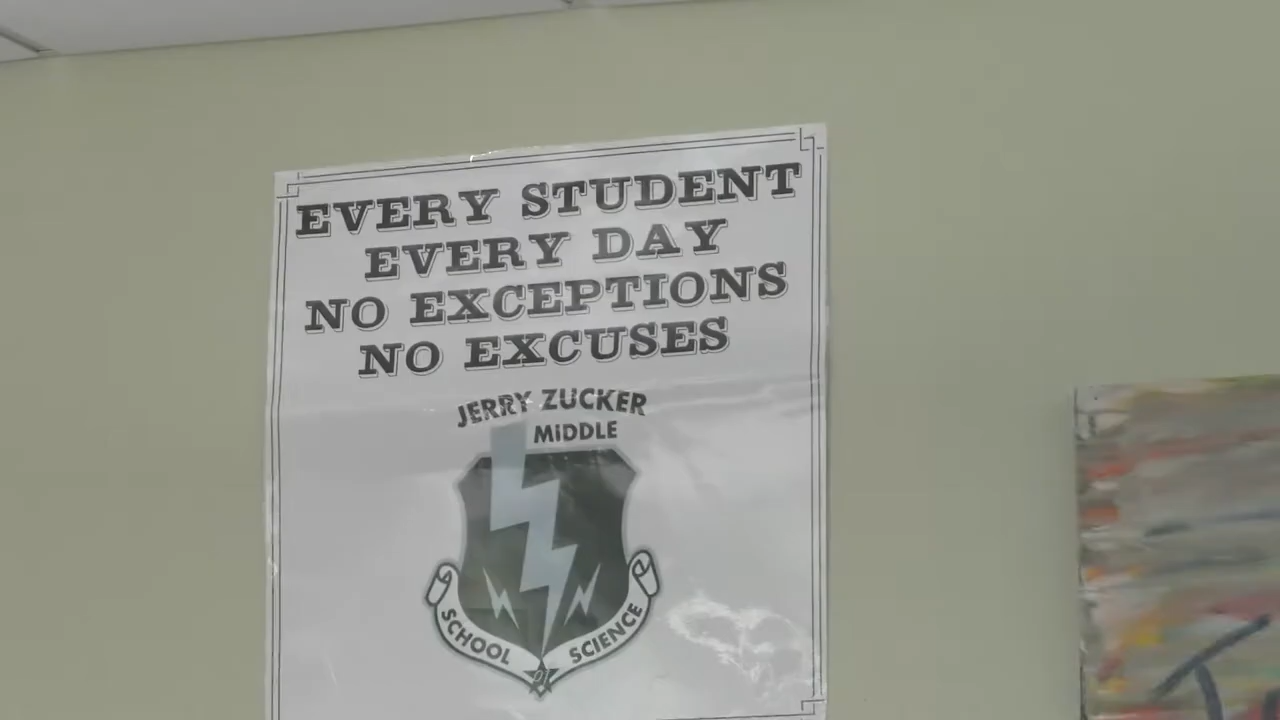 EVERY STUDENT
EVERY DAY
NO EXCEPTIONS
NO EXCUSES
JERRY ZUCKER
MIDDLE
SCHOOL SCIENCE